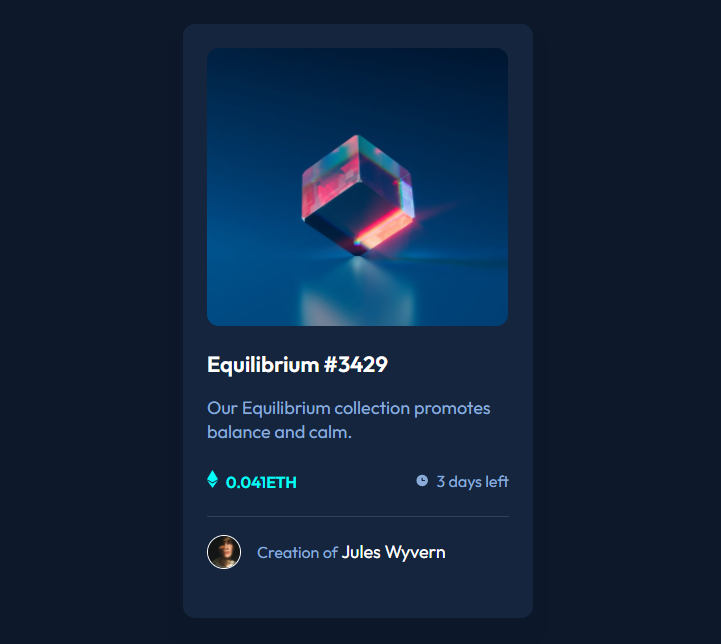 Equilibrium #3429
Our Equilibrium collection promotes
balance and calm.
0.041ETH
3 days left
Creation of Jules Wyvern